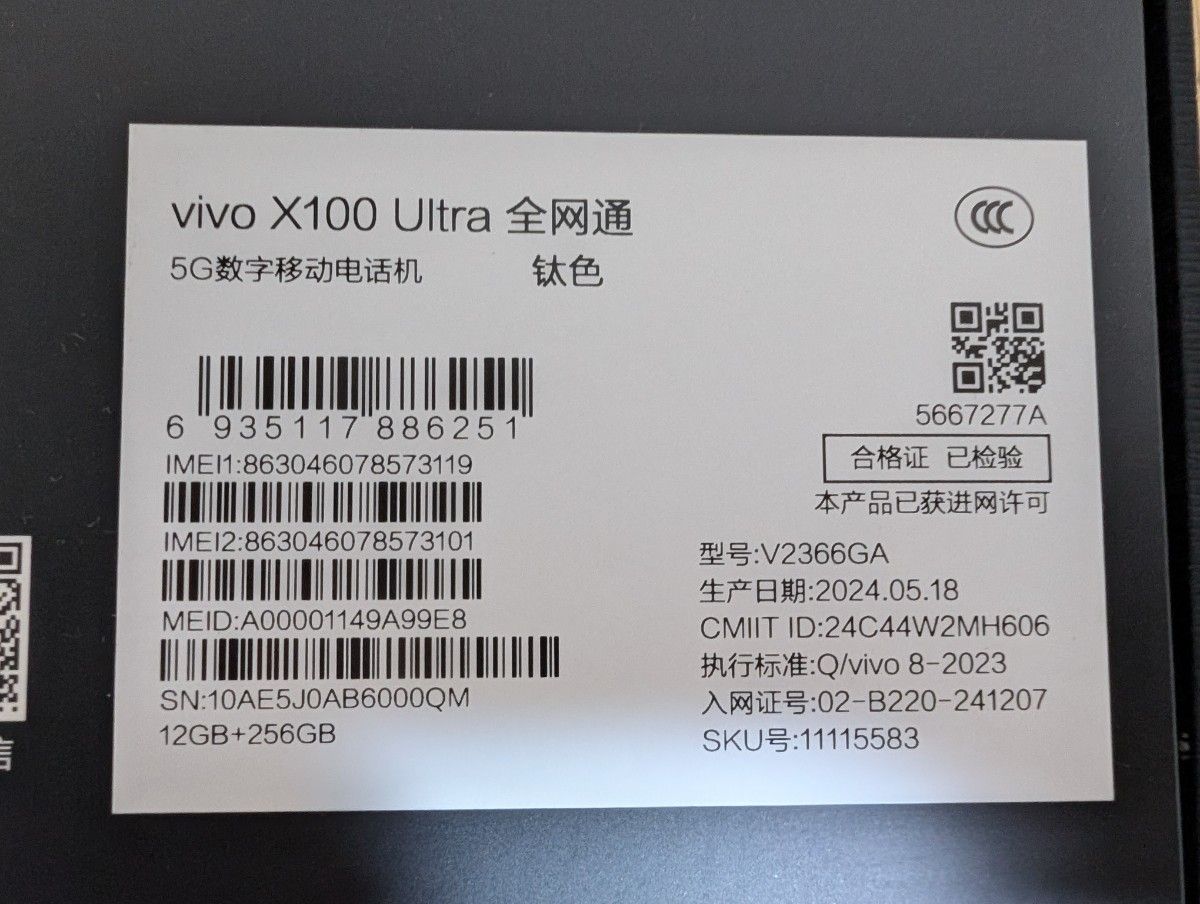 vivo X100 Ultra 全网通
5G数字移动电话机 钛色
6 935117 886251
IMEI1:863046078573119
IMEI2:863046078573101
MEID:A00001149A99E8
SN:10AE5J0AB6000QM
12GB+256GB
CCC
5667277A
合格证 已检验
本产品已获进网许可
型号:V2366GA
生产日期:2024.05.18
CMIIT ID:24C44W2MH606
执行标准:Q/vivo 8-2023
入网证号:02-B220-241207
SKU号:11115583
信